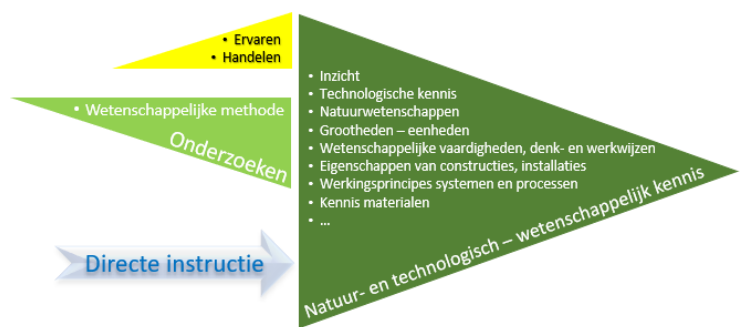 • Ervaren
• Handelen
• Wetenschappelijke methode
Onderzoeken
Directe instructie
• Inzicht
• Technologische kennis
• Natuurwetenschappen
• Grootheden – eenheden
• Wetenschappelijke vaardigheden, denk- en werkwijzen
• Eigenschappen van constructies, installaties
• Werkingsprincipes systemen en processen
• Kennis materialen
• ...
Natuur- en technologisch – wetenschappelijk kennis